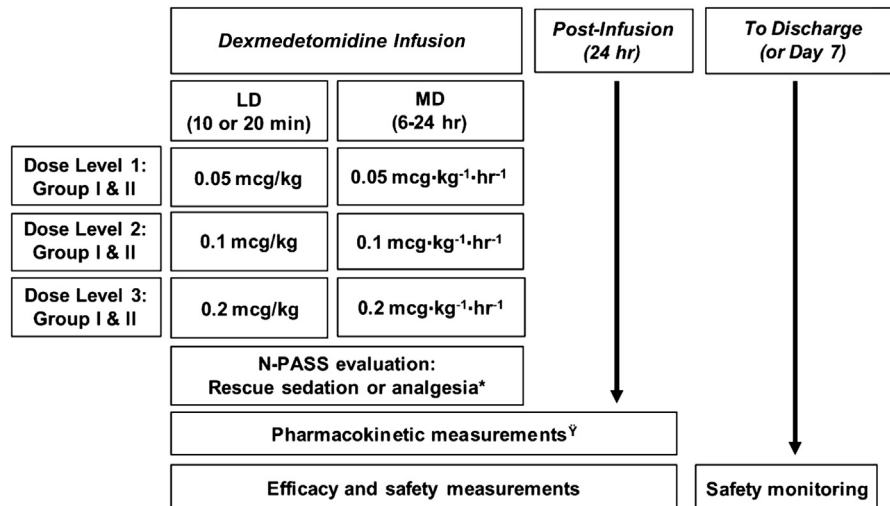 Dexmedetomidine Infusion
Post-Infusion
(24 hr)
To Discharge
(or Day 7)
LD
(10 or 20 min)
MD
(6-24 hr)
Dose Level 1:
Group I & II
0.05 mcg/kg
0.05 mcg·kg⁻¹·hr⁻¹
Dose Level 2:
Group I & II
0.1 mcg/kg
0.1 mcg·kg⁻¹·hr⁻¹
Dose Level 3:
Group I & II
0.2 mcg/kg
0.2 mcg·kg⁻¹·hr⁻¹
N-PASS evaluation:
Rescue sedation or analgesia*
Pharmacokinetic measurementsŸ
Efficacy and safety measurements
Safety monitoring